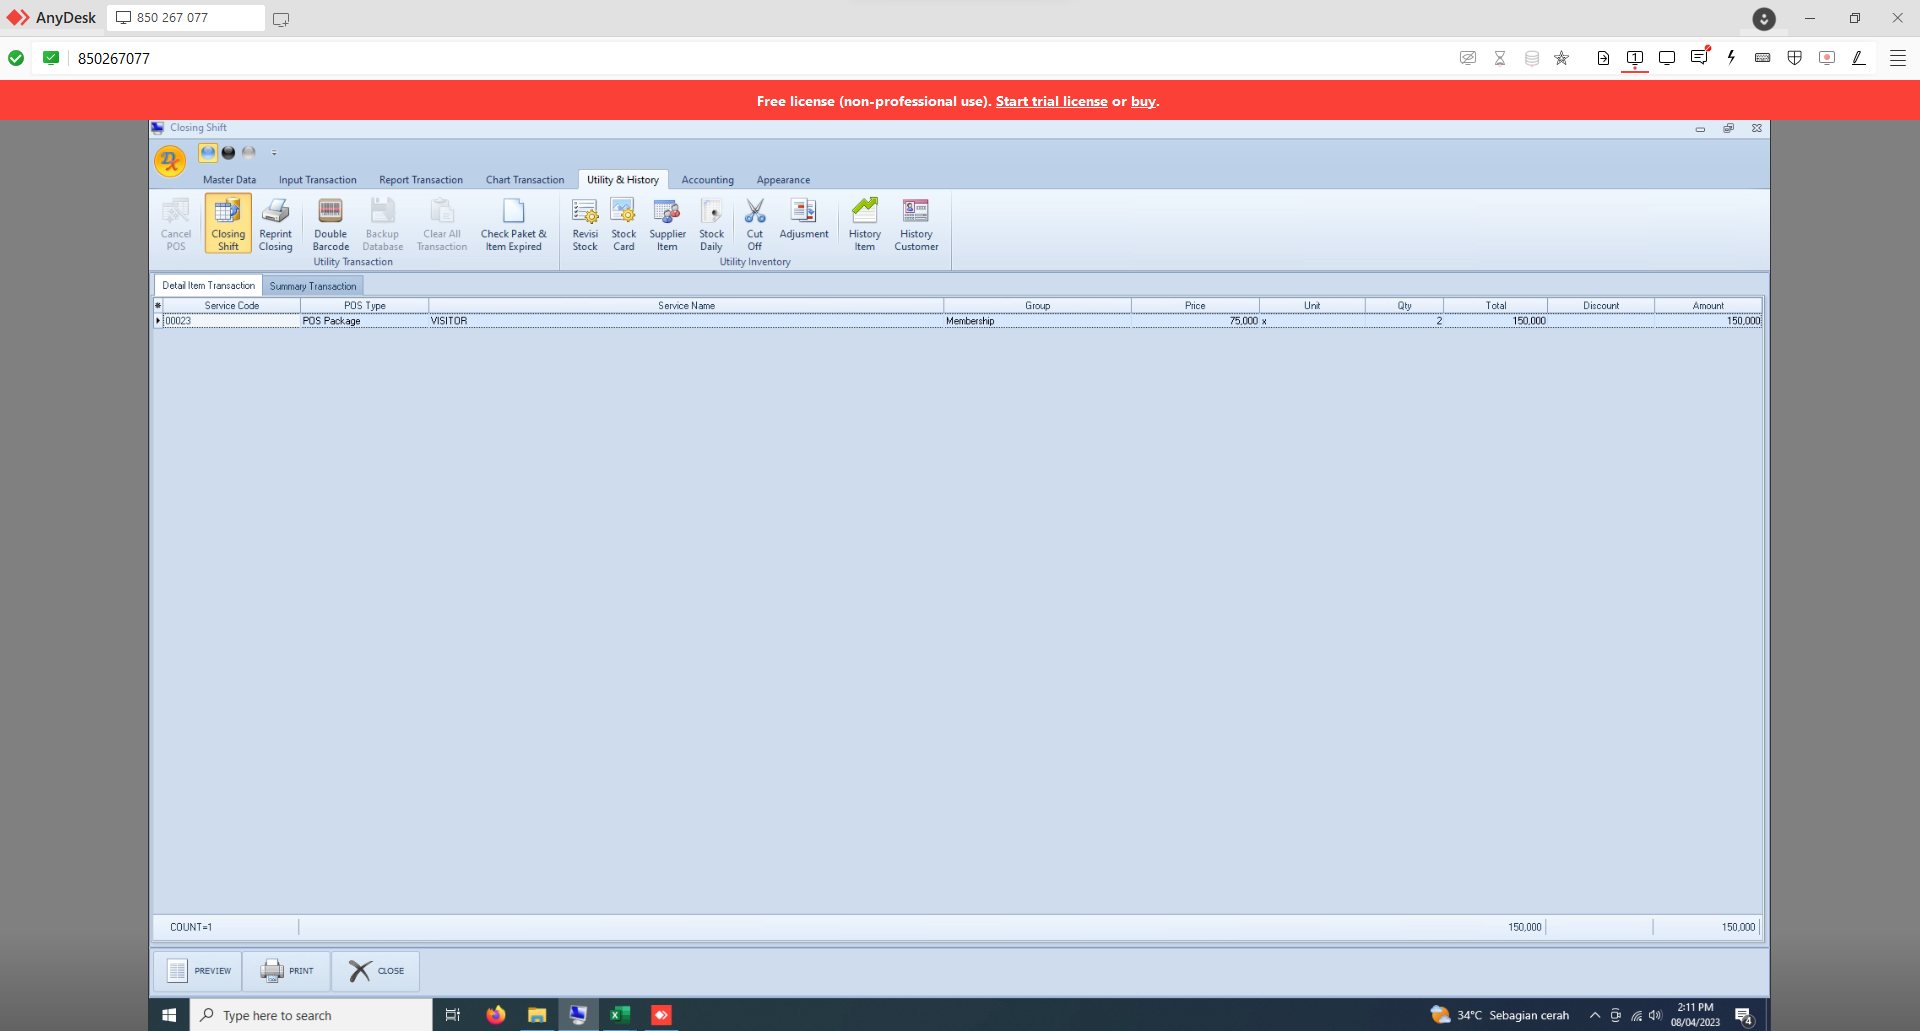 AnyDesk
850 267 077
850267077
1
Free license (non-professional use). Start trial license or buy.
Closing Shift
Master Data Input Transaction Report Transaction Chart Transaction Utility & History Accounting Appearance
Cancel POS
Closing Shift
Reprint Closing
Double Barcode
Backup Database
Clear All Transaction
Check Paket & Item Expired
Revisi Stock
Stock Card
Supplier Item
Stock Daily
Cut Off
Adjusment
History Item
History Customer
Utility Transaction Utility Inventory
Detail Item Transaction Summary Transaction
Service Code POS Type Service Name Group Price Unit Qty Total Discount Amount
00023 POS Package VISITOR Membership 75,000 x 2 150,000 150,000
COUNT=1 150,000 150,000
PREVIEW PRINT CLOSE
Type here to search
34°C Sebagian cerah
2:11 PM
08/04/2023
4